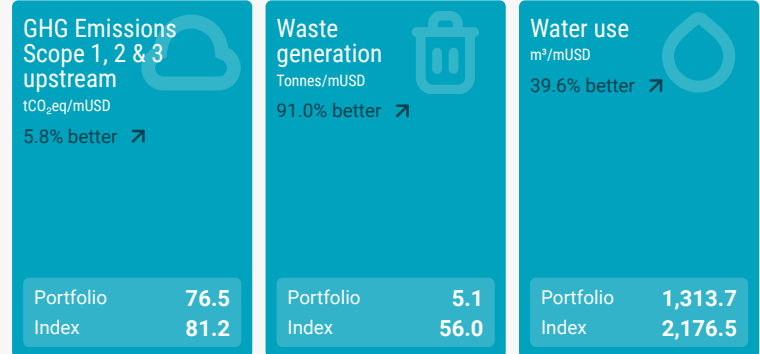 GHG Emissions
Scope 1, 2 & 3
upstream
tCO₂eq/mUSD
5.8% better
Portfolio 76.5
Index 81.2
Waste
generation
Tonnes/mUSD
91.0% better
Portfolio 5.1
Index 56.0
Water use
m³/mUSD
39.6% better
Portfolio 1,313.7
Index 2,176.5